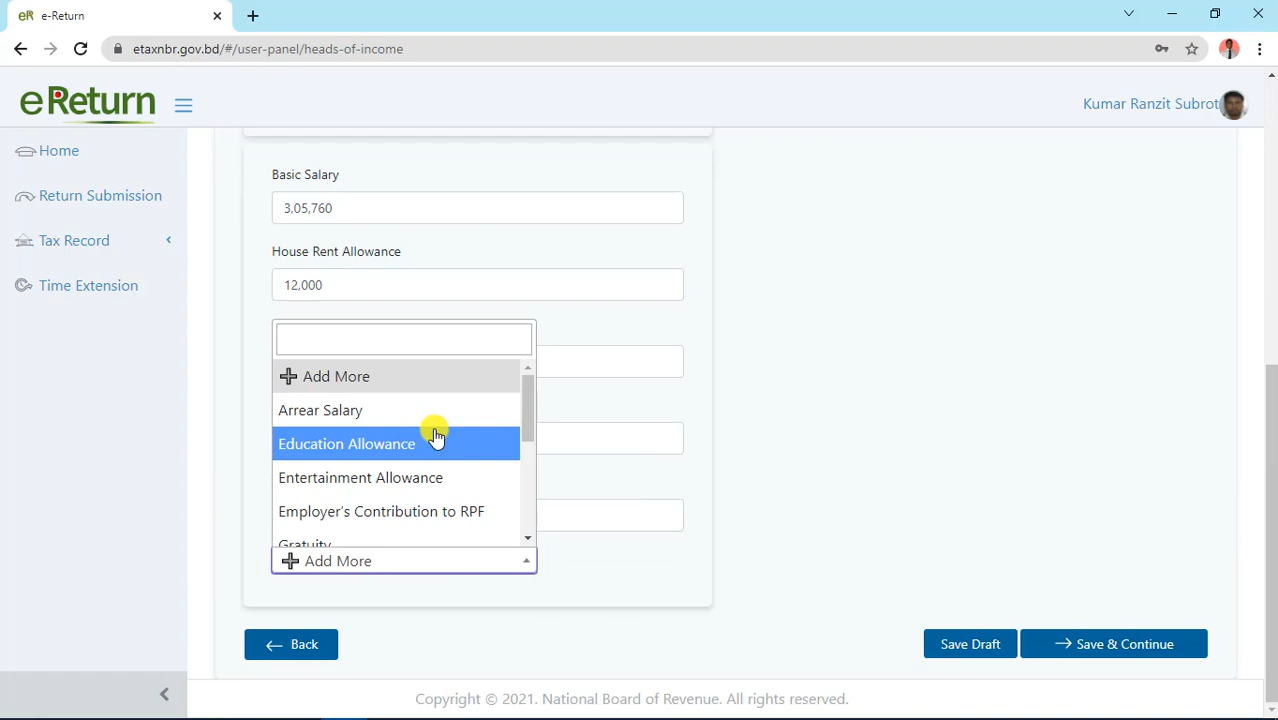 e-Return
etaxnbr.gov.bd/#/user-panel/heads-of-income
eReturn
Kumar Ranzit Subrot
Home
Return Submission
Tax Record
Time Extension
Basic Salary
3,05,760
House Rent Allowance
12,000
Add More
Arrear Salary
Education Allowance
Entertainment Allowance
Employer's Contribution to RPF
Gratuity
Add More
Back
Save Draft
Save & Continue
Copyright © 2021. National Board of Revenue. All rights reserved.